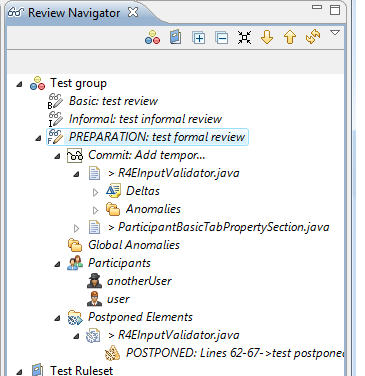 Review Navigator
Test group
Basic: test review
Informal: test informal review
PREPARATION: test formal review
Commit: Add tempor...
> R4EInputValidator.java
Deltas
Anomalies
> ParticipantBasicTabPropertySection.java
Global Anomalies
Participants
anotherUser
user
Postponed Elements
> R4EInputValidator.java
POSTPONED: Lines 62-67->test postponed
Test Ruleset